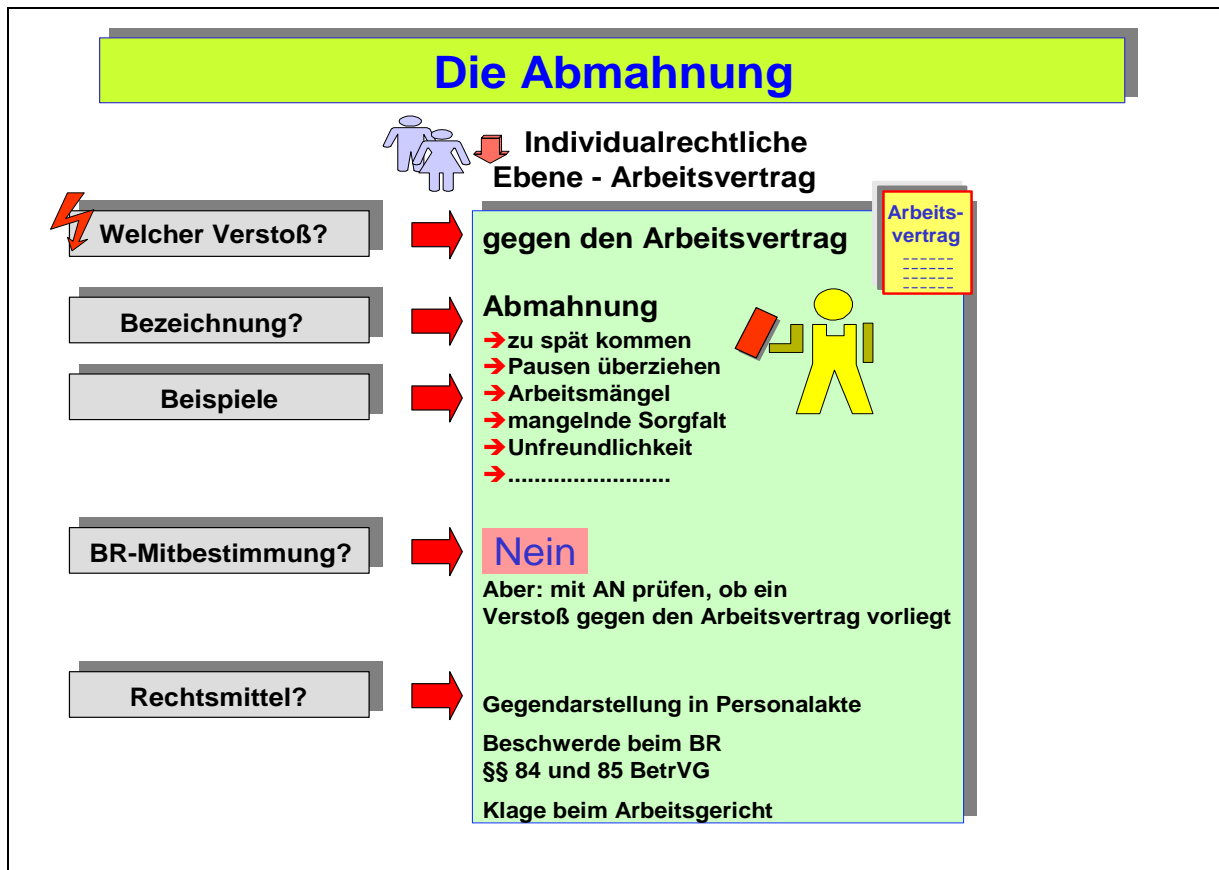 Die Abmahnung
Individualrechtliche
Ebene - Arbeitsvertrag
Arbeits-
vertrag
Welcher Verstoß?
gegen den Arbeitsvertrag
Bezeichnung?
Abmahnung
Beispiele
zu spät kommen
Pausen überziehen
Arbeitsmängel
mangelnde Sorgfalt
Unfreundlichkeit
.........................
BR-Mitbestimmung?
Nein
Aber: mit AN prüfen, ob ein
Verstoß gegen den Arbeitsvertrag vorliegt
Rechtsmittel?
Gegendarstellung in Personalakte
Beschwerde beim BR
§§ 84 und 85 BetrVG
Klage beim Arbeitsgericht